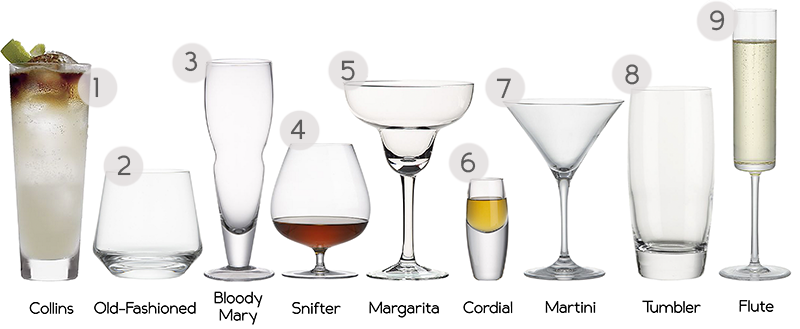 1
2
3
4
5
6
7
8
9
Collins
Old-Fashioned
Bloody
Mary
Snifter
Margarita
Cordial
Martini
Tumbler
Flute